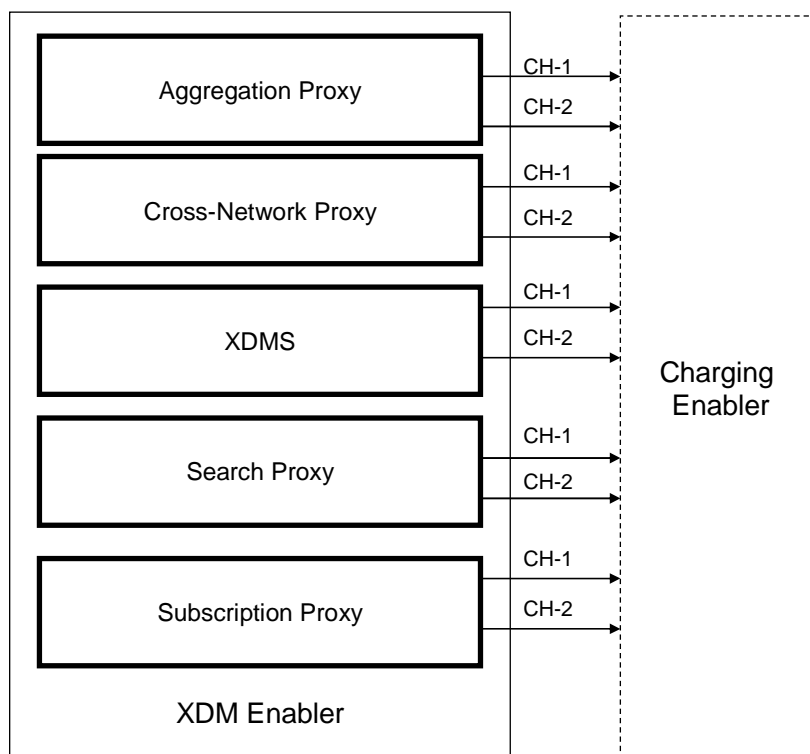 Aggregation Proxy
CH-1
CH-2
Cross-Network Proxy
CH-1
CH-2
XDMS
CH-1
CH-2
Search Proxy
CH-1
CH-2
Subscription Proxy
CH-1
CH-2
XDM Enabler
Charging
Enabler